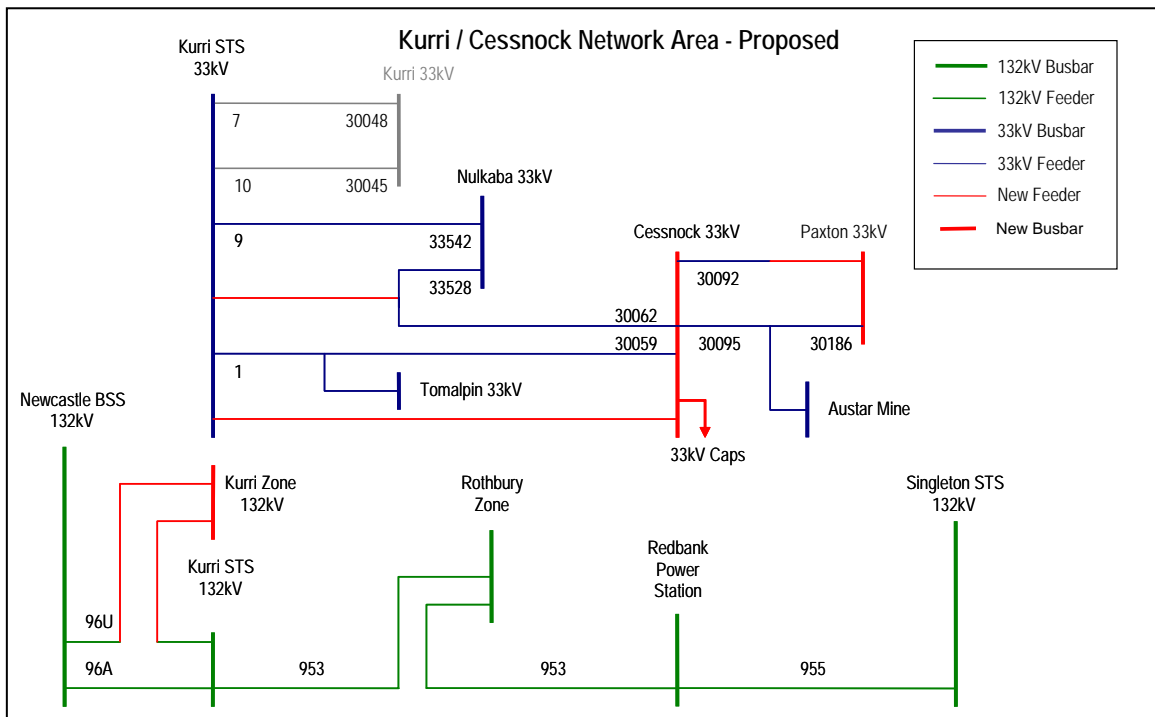 Kurri / Cessnock Network Area - Proposed
Kurri STS
33kV
Kurri 33kV
7
30048
10
30045
Nulkaba 33kV
9
33542
33528
Cessnock 33kV
Paxton 33kV
30092
30062
30059
30095
30186
1
Tomalpin 33kV
Austar Mine
33kV Caps
132kV Busbar
132kV Feeder
33kV Busbar
33kV Feeder
New Feeder
New Busbar
Newcastle BSS
132kV
Kurri Zone
132kV
Rothbury
Zone
Singleton STS
132kV
Kurri STS
132kV
Redbank
Power
Station
96U
96A
953
953
955